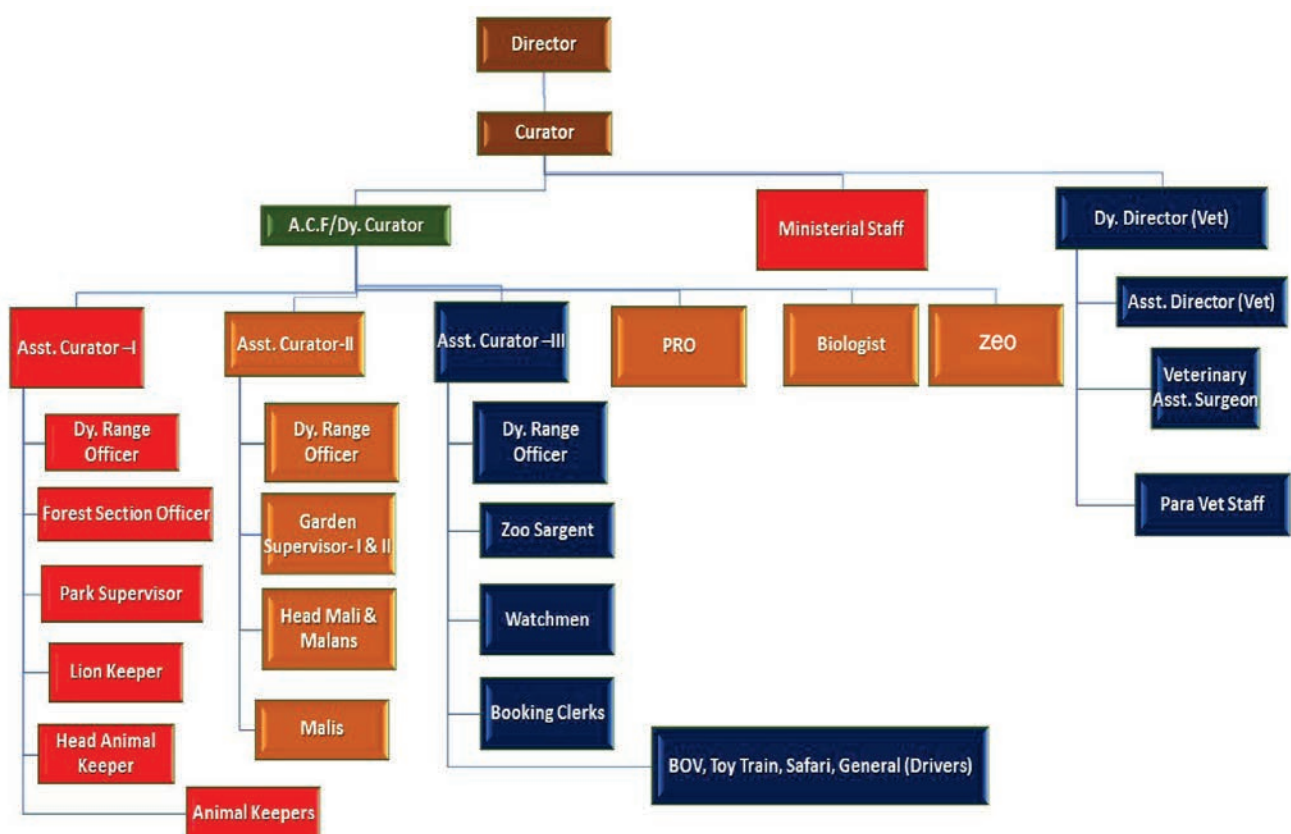 Director
Curator
A.C.F/Dy. Curator
Ministerial Staff
Dy. Director (Vet)
Asst. Director (Vet)
Veterinary
Asst. Surgeon
Para Vet Staff
Asst. Curator –I
Asst. Curator-II
Asst. Curator –III
PRO
Biologist
ZEO
Dy. Range
Officer
Forest Section Officer
Park Supervisor
Lion Keeper
Head Animal
Keeper
Animal Keepers
Dy. Range
Officer
Garden
Supervisor- I & II
Head Mali &
Malans
Malis
Dy. Range
Officer
Zoo Sargent
Watchmen
Booking Clerks
BOV, Toy Train, Safari, General (Drivers)